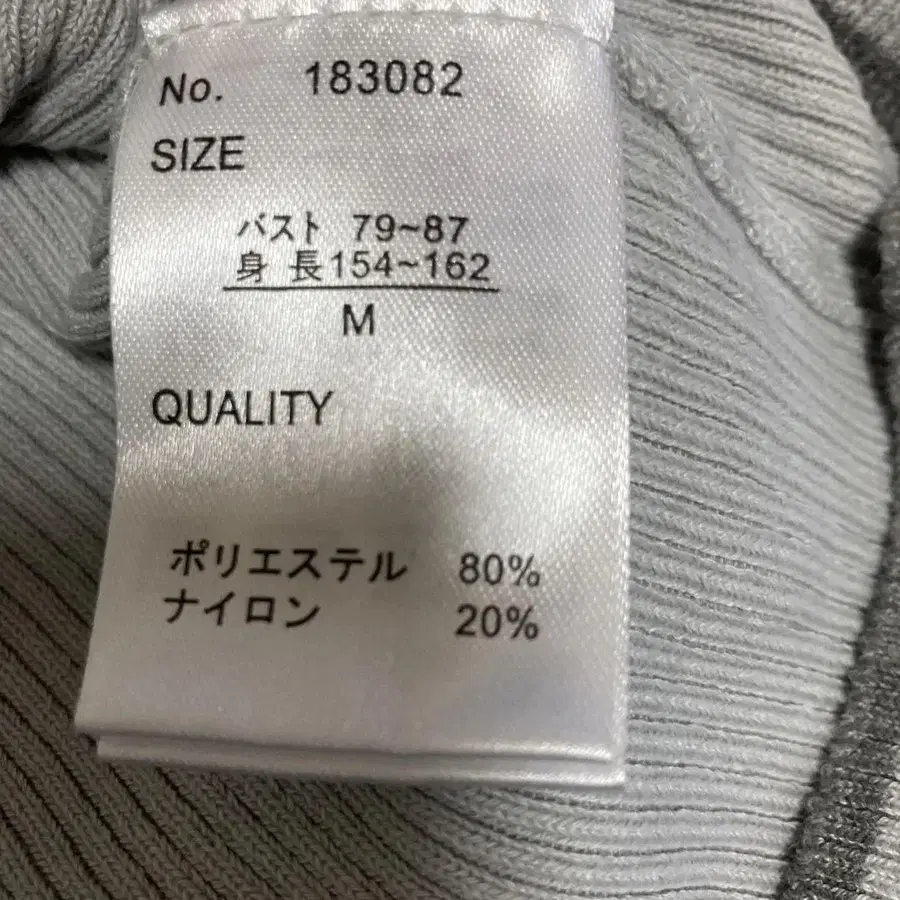 No. 183082
SIZE
バスト 79~87
身 長154~162
M
QUALITY
ポリエステル 80%
ナイロン 20%